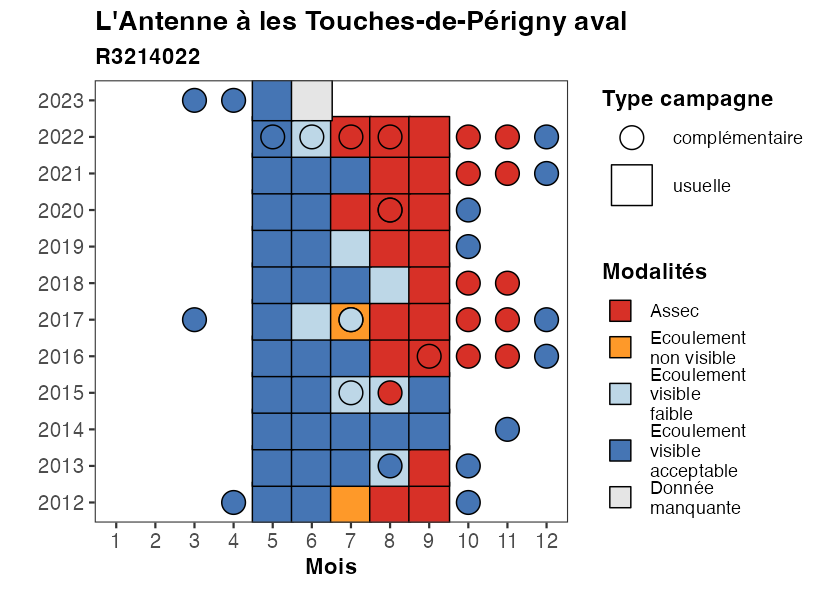 L'Antenne à les Touches-de-Périgny aval
R3214022
2023
2022
2021
2020
2019
2018
2017
2016
2015
2014
2013
2012
1 2 3 4 5 6 7 8 9 10 11 12
Mois
Type campagne
complémentaire
usuelle
Modalités
Assec
Ecoulement
non visible
Ecoulement
visible
faible
Ecoulement
visible
acceptable
Donnée
manquante